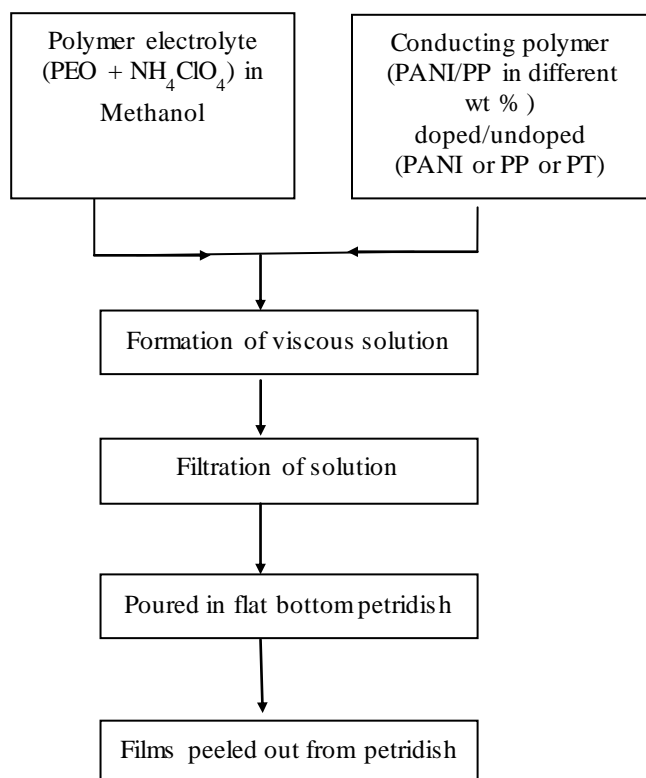 Polymer electrolyte
(PEO + NH₄ClO₄) in
Methanol
Conducting polymer
(PANI/PP in different
wt % )
doped/undoped
(PANI or PP or PT)
Formation of viscous solution
Filtration of solution
Poured in flat bottom petridish
Films peeled out from petridish